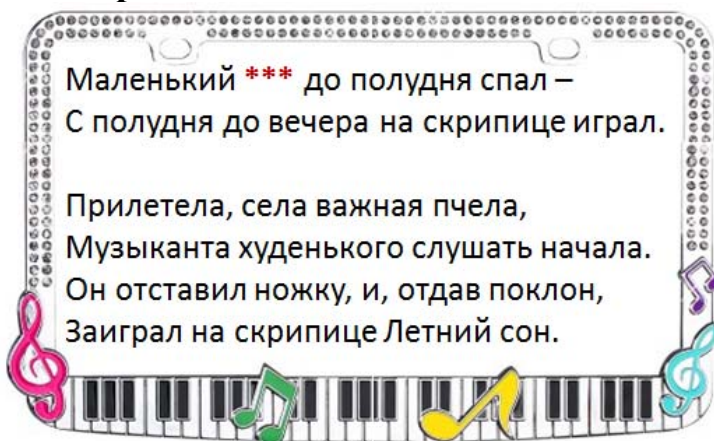 Маленький *** до полудня спал –
С полудня до вечера на скрипице играл.
Прилетела, села важная пчела,
Музыканта худенького слушать начала.
Он отставил ножку, и, отдав поклон,
Заиграл на скрипице Летний сон.